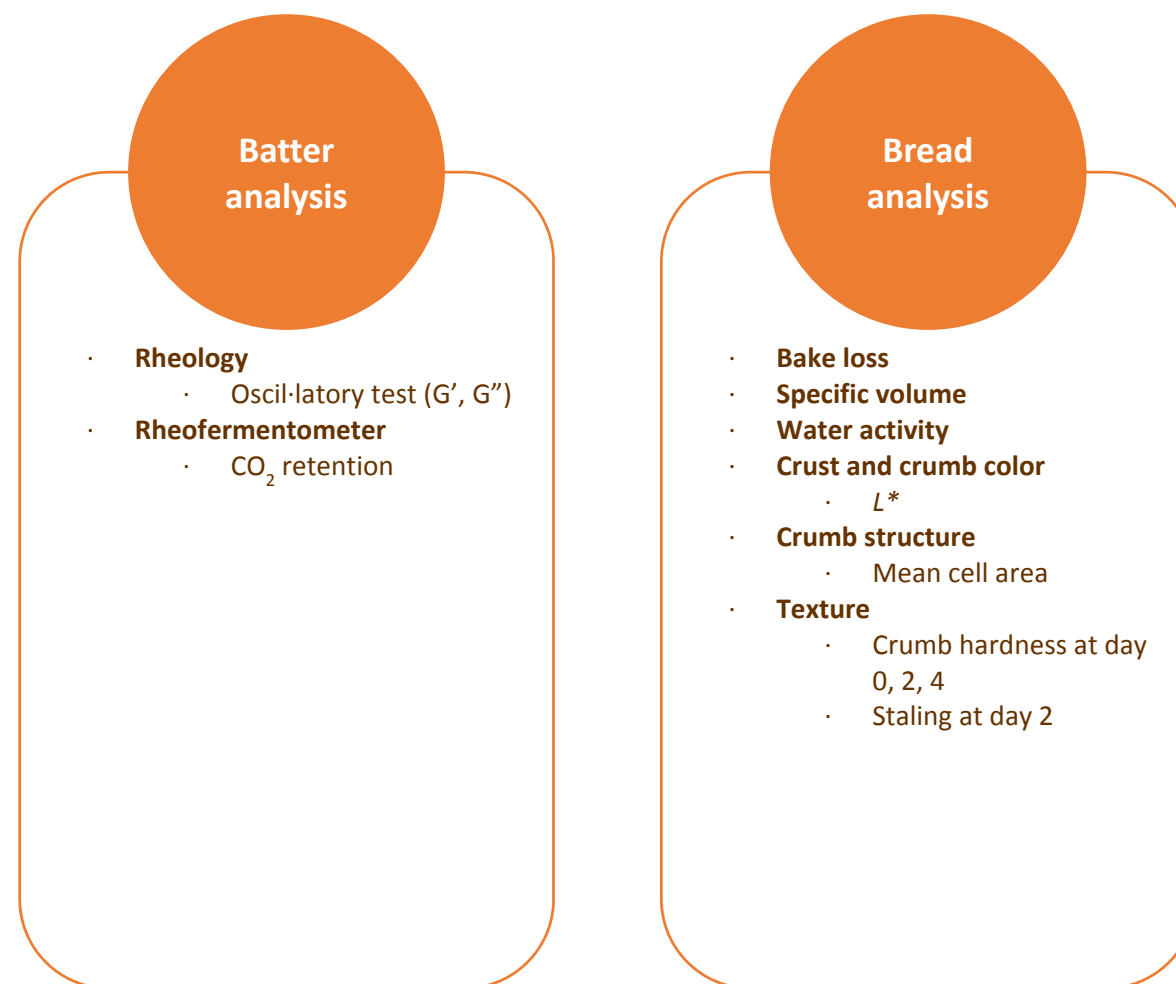 Batter
analysis
· Rheology
· Oscil·latory test (G’, G”)
· Rheofermentometer
· CO₂ retention
Bread
analysis
· Bake loss
· Specific volume
· Water activity
· Crust and crumb color
· L*
· Crumb structure
· Mean cell area
· Texture
· Crumb hardness at day
0, 2, 4
· Staling at day 2